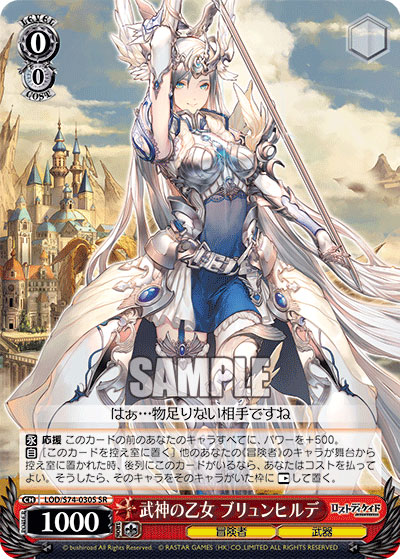 LEVEL
0
0
COST
SAMPLE
はぁ…物足りない相手ですね
永 応援 このカードの前のあなたのキャラすべてに、パワーを+500。
自 [このカードを控え室に置く] 他のあなたの《冒険者》のキャラが舞台から
控え室に置かれた時、後列にこのカードがいるなら、あなたはコストを払って
よい。そうしたら、そのキャラをそのキャラがいた枠に置く。
CH LOD/S74-030S SR
1000
武神の乙女 ブリュンヒルデ
ロストディケイド
冒険者
武器
© bushiroad All Rights Reserved. © RASTAR GAMES (HK) CO.,LIMITED ALL RIGHTS RESERVED.